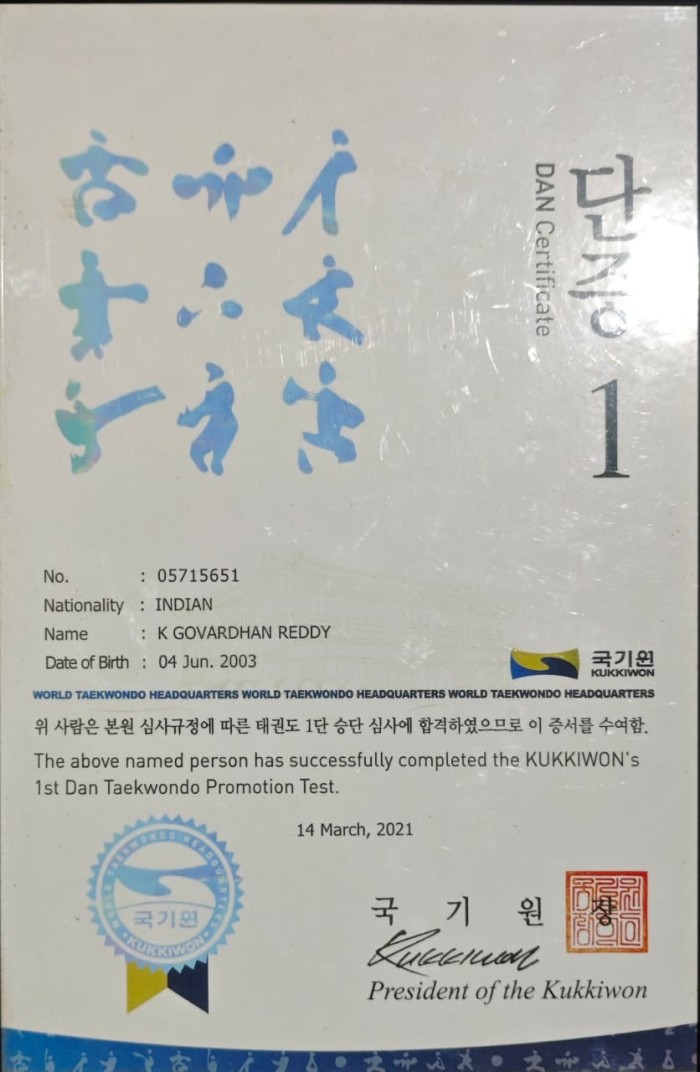 단증
DAN Certificate
1
No. : 05715651
Nationality : INDIAN
Name : K GOVARDHAN REDDY
Date of Birth : 04 Jun. 2003
국기원
KUKKIWON
WORLD TAEKWONDO HEADQUARTERS WORLD TAEKWONDO HEADQUARTERS WORLD TAEKWONDO HEADQUARTERS
위 사람은 본원 심사규정에 따른 태권도 1단 승단 심사에 합격하였으므로 이 증서를 수여함.
The above named person has successfully completed the KUKKIWON's
1st Dan Taekwondo Promotion Test.
14 March, 2021
WORLD TAEKWONDO HEADQUARTERS
국기원
• KUKKIWON •
국 기 원 장
Kukkiwon
President of the Kukkiwon